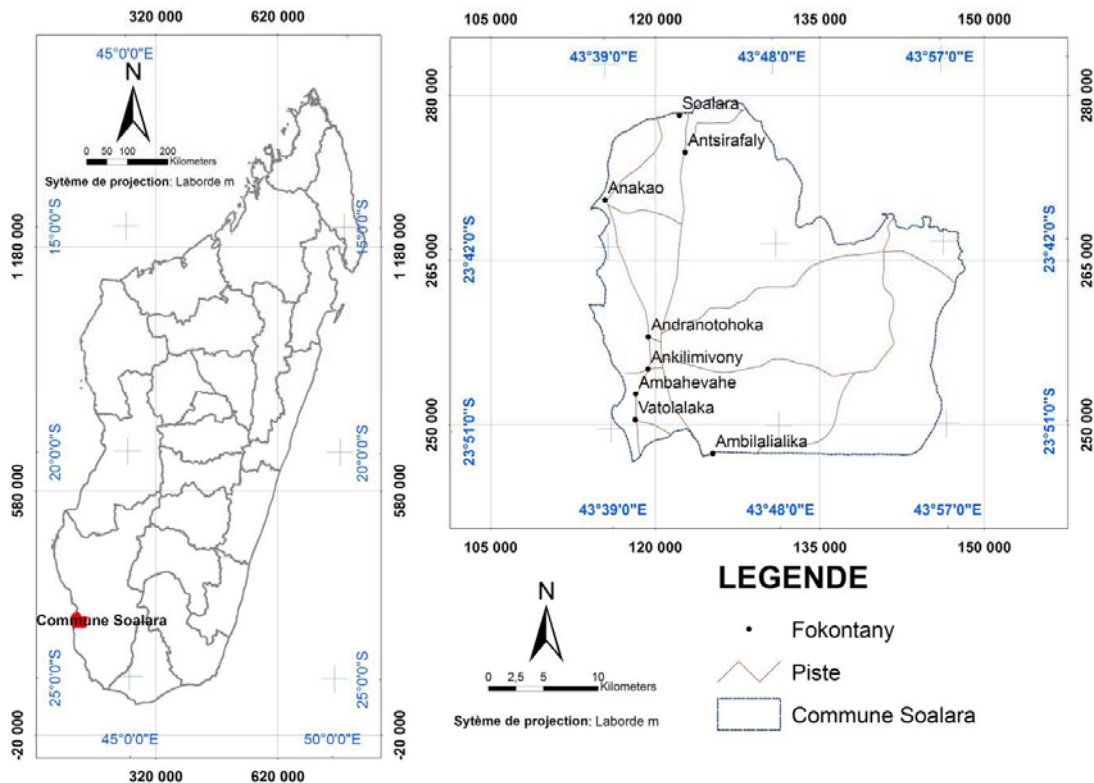 320 000
620 000
45°0'0"E
N
0 50 100 200
Kilometers
Sytème de projection: Laborde m
15°0'0"S
15°0'0"S
1 180 000
1 180 000
20°0'0"S
20°0'0"S
580 000
580 000
Commune Soalara
25°0'0"S
25°0'0"S
-20 000
-20 000
45°0'0"E
50°0'0"E
320 000
620 000
105 000
120 000
135 000
150 000
43°39'0"E
43°48'0"E
43°57'0"E
280 000
280 000
Soalara
Antsirafaly
Anakao
23°42'0"S
23°42'0"S
265 000
265 000
Andranotohoka
Ankilimivony
Ambahevahe
Vatolalaka
Ambilalialika
23°51'0"S
23°51'0"S
250 000
250 000
43°39'0"E
43°48'0"E
43°57'0"E
105 000
120 000
135 000
150 000
N
0 2,5 5 10
Kilometers
Sytème de projection: Laborde m
LEGENDE
Fokontany
Piste
Commune Soalara